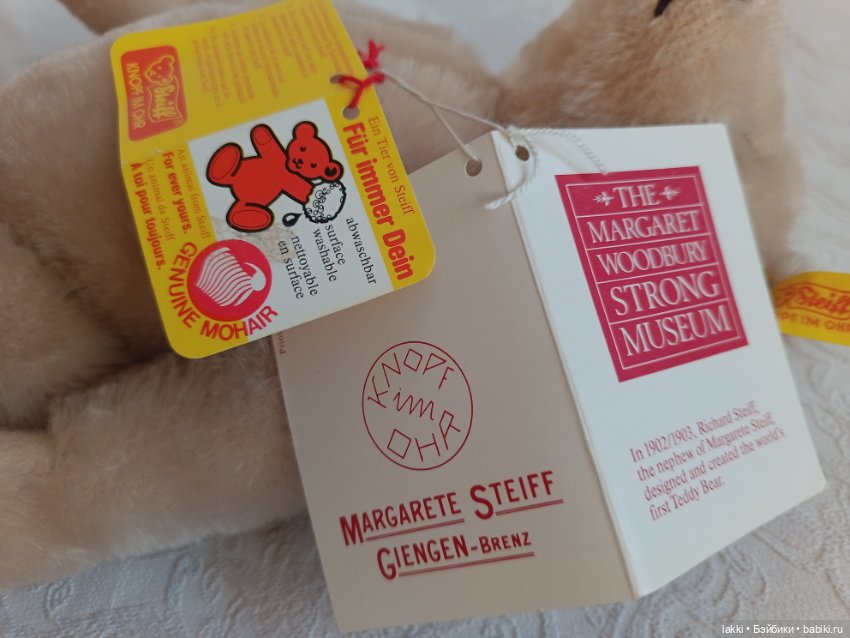 Steiff
KNOPF IM OHR
Ein Tier von Steiff
Für immer Dein
An animal from Steiff
For ever yours.
Un animal de Steiff
À toi pour toujours.
abwaschbar
surface
washable
nettoyable
en surface
GENUINE MOHAIR
KNOPF
im
OHR
MARGARETE STEIFF
GIENGEN-BRENZ
THE
MARGARET
WOODBURY
STRONG
MUSEUM
In 1902/1903, Richard Steiff,
the nephew of Margarete Steiff,
designed and created the world's
first Teddy Bear.
Steiff
IM OHR
lakki • Бэйбики • babiki.ru